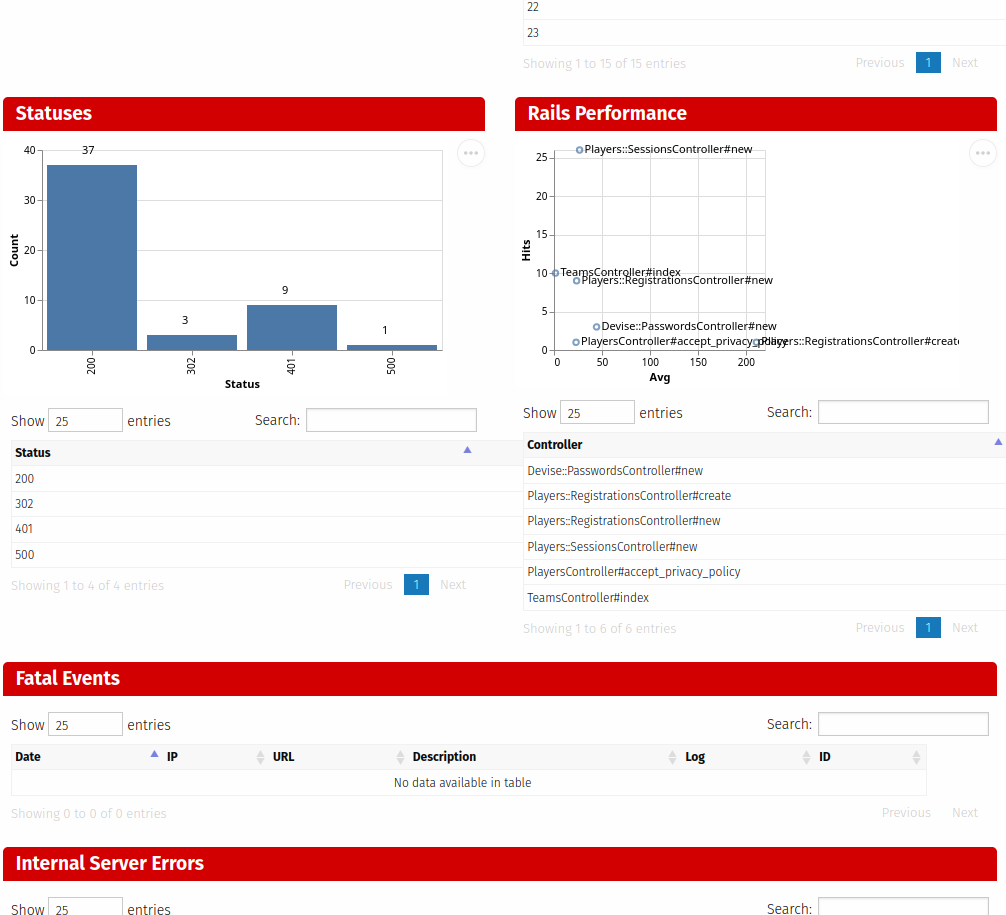 22
23
Showing 1 to 15 of 15 entries
Previous 1 Next
Statuses
40
30
20
10
0
Count
37
3
9
1
200
302
401
500
Status
Show 25 entries
Search:
Status
200
302
401
500
Showing 1 to 4 of 4 entries
Previous 1 Next
Rails Performance
25
20
15
10
5
0
Hits
Players::SessionsController#new
TeamsController#index
Players::RegistrationsController#new
Devise::PasswordsController#new
PlayersController#accept_privacy_policy
Players::RegistrationsController#create
0 50 100 150 200
Avg
Show 25 entries
Search:
Controller
Devise::PasswordsController#new
Players::RegistrationsController#create
Players::RegistrationsController#new
Players::SessionsController#new
PlayersController#accept_privacy_policy
TeamsController#index
Showing 1 to 6 of 6 entries
Previous 1 Next
Fatal Events
Show 25 entries
Search:
Date IP URL Description Log ID
No data available in table
Showing 0 to 0 of 0 entries
Previous Next
Internal Server Errors
Show 25 entries
Search: